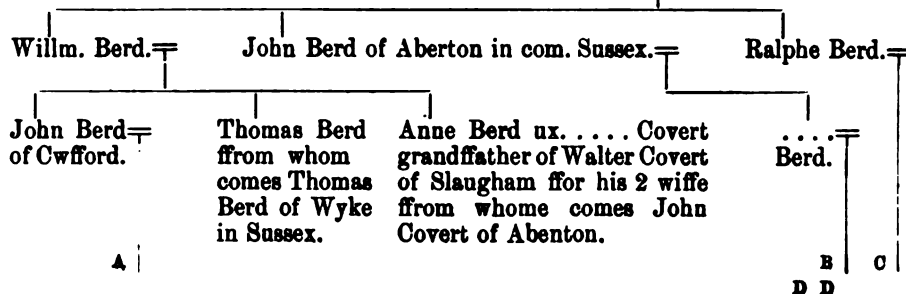 Willm. Berd.
John Berd of Aberton in com. Sussex.
Ralphe Berd.
John Berd
of Cwfford.
Thomas Berd
ffrom whom
comes Thomas
Berd of Wyke
in Sussex.
Anne Berd ux. . . . . . Covert
grandffather of Walter Covert
of Slaugham ffor his 2 wiffe
ffrom whome comes John
Covert of Abenton.
. . . .
Berd.
A
B
C
D D